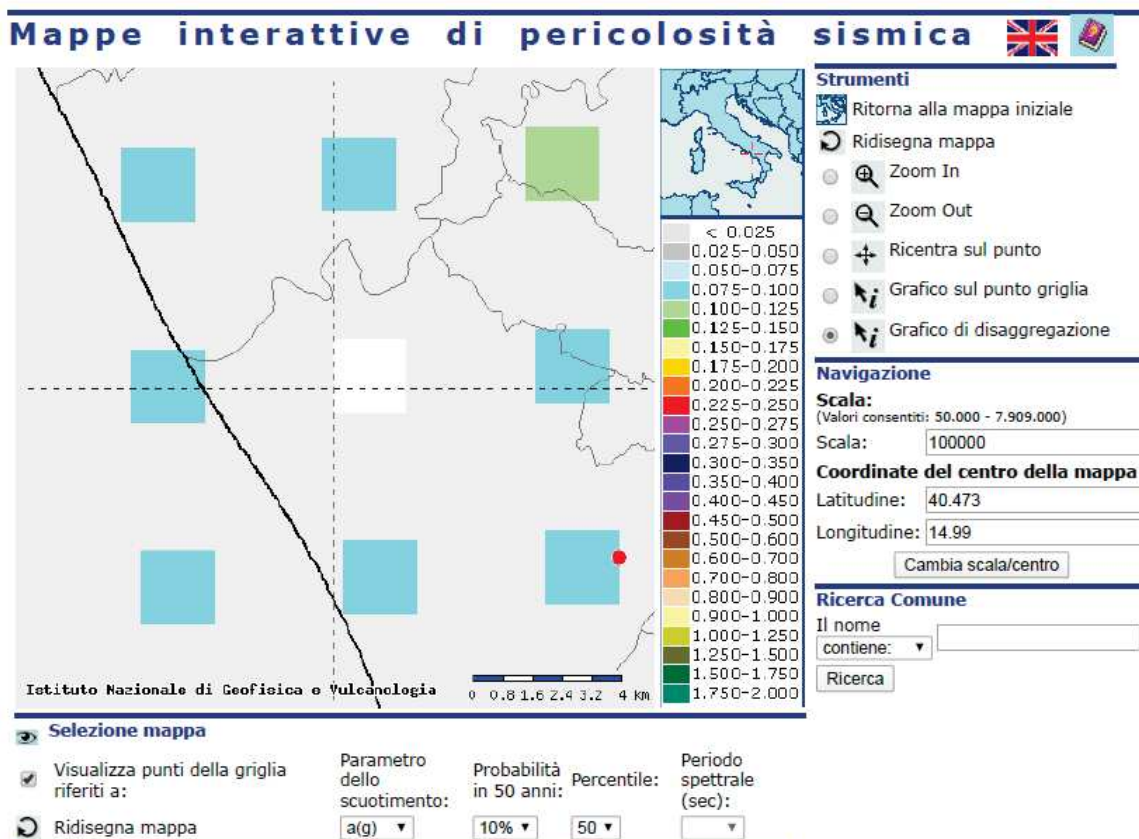 Mappe interattive di pericolosità sismica
Strumenti
Ritorna alla mappa iniziale
Ridisegna mappa
Zoom In
Zoom Out
Ricentra sul punto
Grafico sul punto griglia
Grafico di disaggregazione
< 0.025
0.025-0.050
0.050-0.075
0.075-0.100
0.100-0.125
0.125-0.150
0.150-0.175
0.175-0.200
0.200-0.225
0.225-0.250
0.250-0.275
0.275-0.300
0.300-0.350
0.350-0.400
0.400-0.450
0.450-0.500
0.500-0.600
0.600-0.700
0.700-0.800
0.800-0.900
0.900-1.000
1.000-1.250
1.250-1.500
1.500-1.750
1.750-2.000
Istituto Nazionale di Geofisica e Vulcanologia
0 0.8 1.6 2.4 3.2 4 km
Navigazione
Scala:
(Valori consentiti: 50.000 - 7.909.000)
Scala: 100000
Coordinate del centro della mappa
Latitudine: 40.473
Longitudine: 14.99
Cambia scala/centro
Ricerca Comune
Il nome
contiene:
Ricerca
Selezione mappa
Visualizza punti della griglia
riferiti a:
Parametro
dello
scuotimento:
Probabilità
in 50 anni:
Percentile:
Periodo
spettrale
(sec):
Ridisegna mappa
a(g) 10% 50